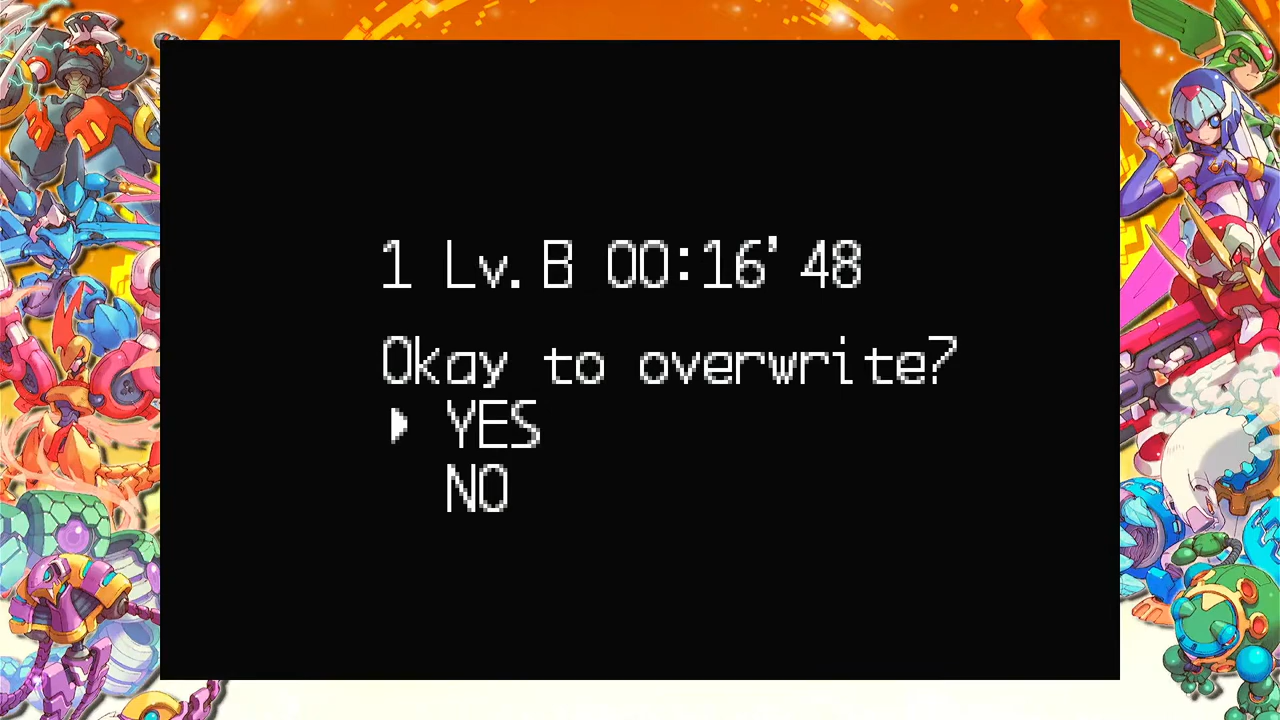 1 Lv.B 00:16'48
Okay to overwrite?
YES
NO